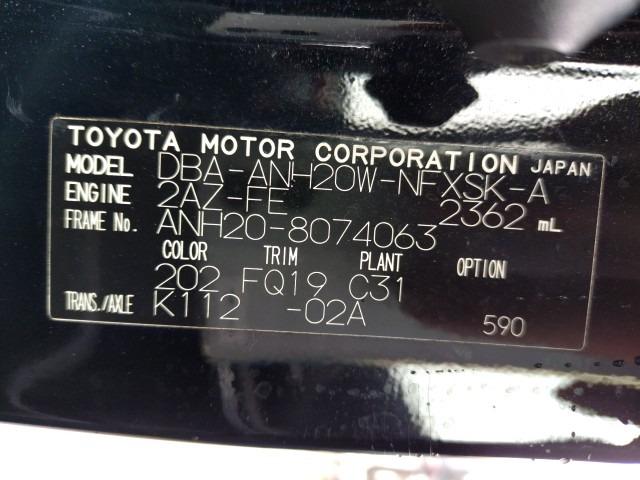 TOYOTA MOTOR CORPORATION JAPAN
MODEL DBA-ANH20W-NFXSK-A
ENGINE 2AZ-FE 2362 mL
FRAME No. ANH20-8074063
COLOR TRIM PLANT OPTION
202 FQ19 C31
TRANS./AXLE K112 -02A 590